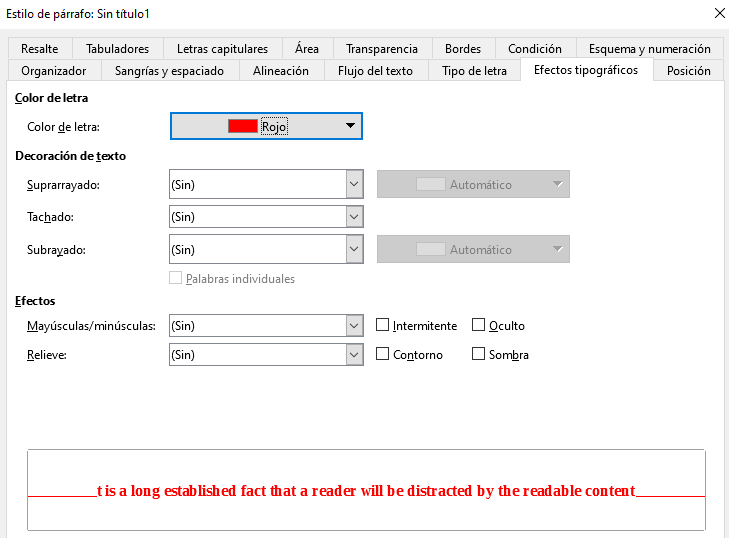 Estilo de párrafo: Sin título1
Resalte Tabuladores Letras capitulares Área Transparencia Bordes Condición Esquema y numeración
Organizador Sangrías y espaciado Alineación Flujo del texto Tipo de letra Efectos tipográficos Posición
Color de letra
Color de letra: Rojo
Decoración de texto
Suprarrayado: (Sin) Automático
Tachado: (Sin)
Subrayado: (Sin) Automático
Palabras individuales
Efectos
Mayúsculas/minúsculas: (Sin) Intermitente Oculto
Relieve: (Sin) Contorno Sombra
t is a long established fact that a reader will be distracted by the readable content